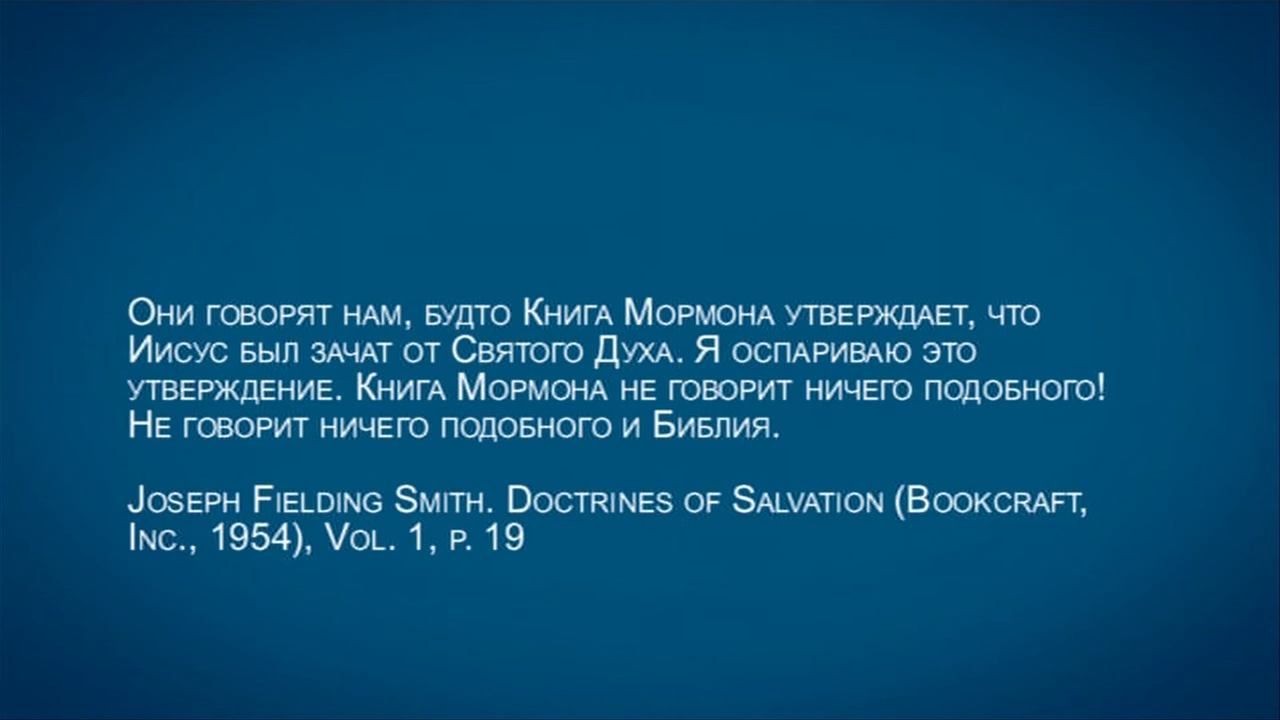 Они говорят нам, будто Книга Мормона утверждает, что
Иисус был зачат от Святого Духа. Я оспариваю это
утверждение. Книга Мормона не говорит ничего подобного!
Не говорит ничего подобного и Библия.
Joseph Fielding Smith. Doctrines of Salvation (Bookcraft,
Inc., 1954), Vol. 1, p. 19